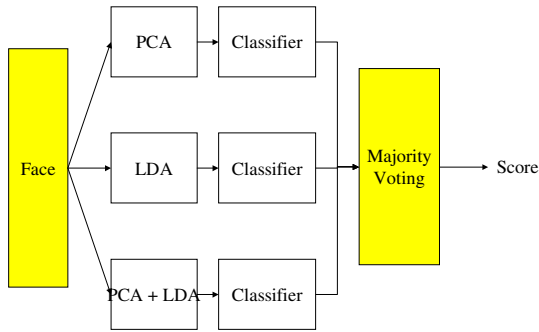 PCA
Classifier
Face
LDA
Classifier
Majority
Voting
Score
PCA + LDA
Classifier